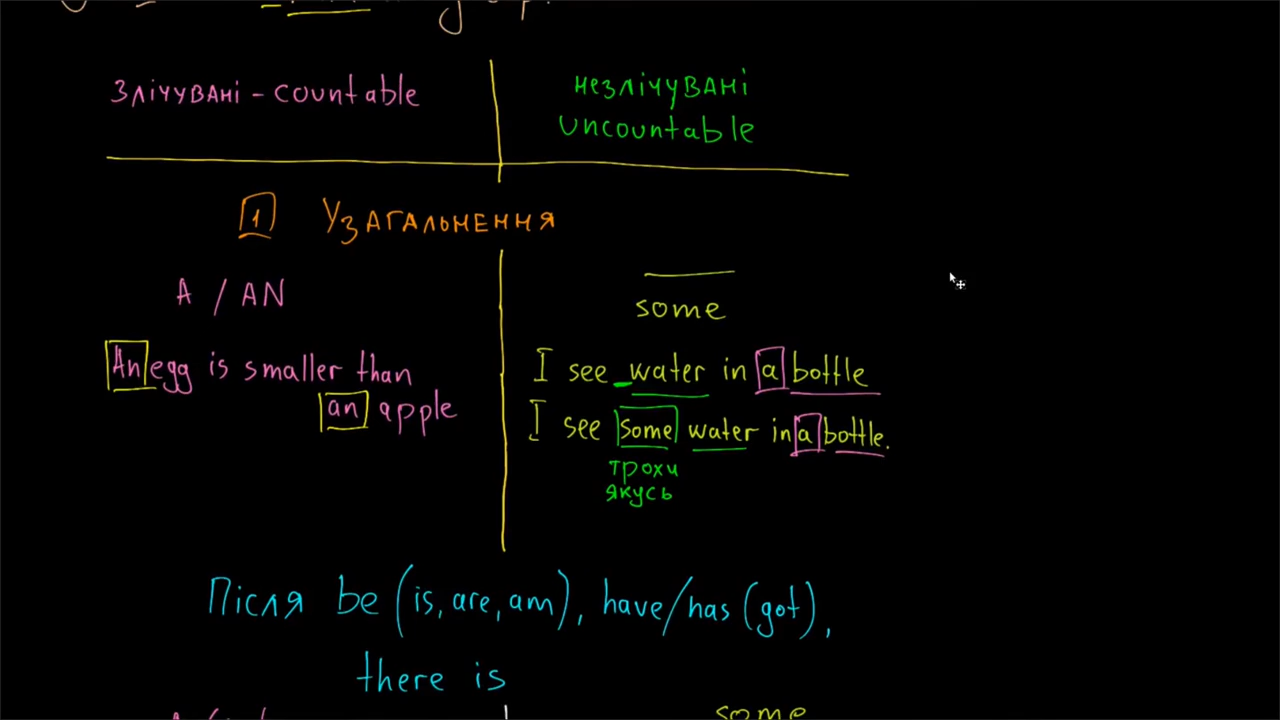 Злічувані - countable
незлічувані
uncountable
1 Узагальнення
A / AN
An egg is smaller than
an apple
some
I see _water in a bottle
I see some water in a bottle.
трохи
якусь
Після be (is, are, am), have/has (got),
there is
some